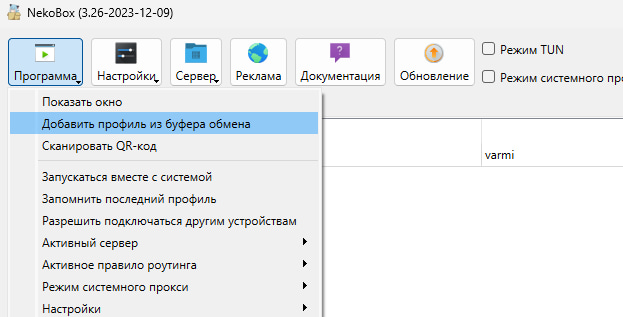 NekoBox (3.26-2023-12-09)
Программа Настройки Сервер Реклама Документация Обновление
Режим TUN
Режим системного про
Показать окно
Добавить профиль из буфера обмена
Сканировать QR-код
varmi
Запускаться вместе с системой
Запомнить последний профиль
Разрешить подключаться другим устройствам
Активный сервер
Активное правило роутинга
Режим системного прокси
Настройки